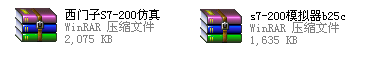 西门子S7-200仿真
WinRAR 压缩文件
2,075 KB
s7-200模拟器b25c
WinRAR 压缩文件
1,635 KB